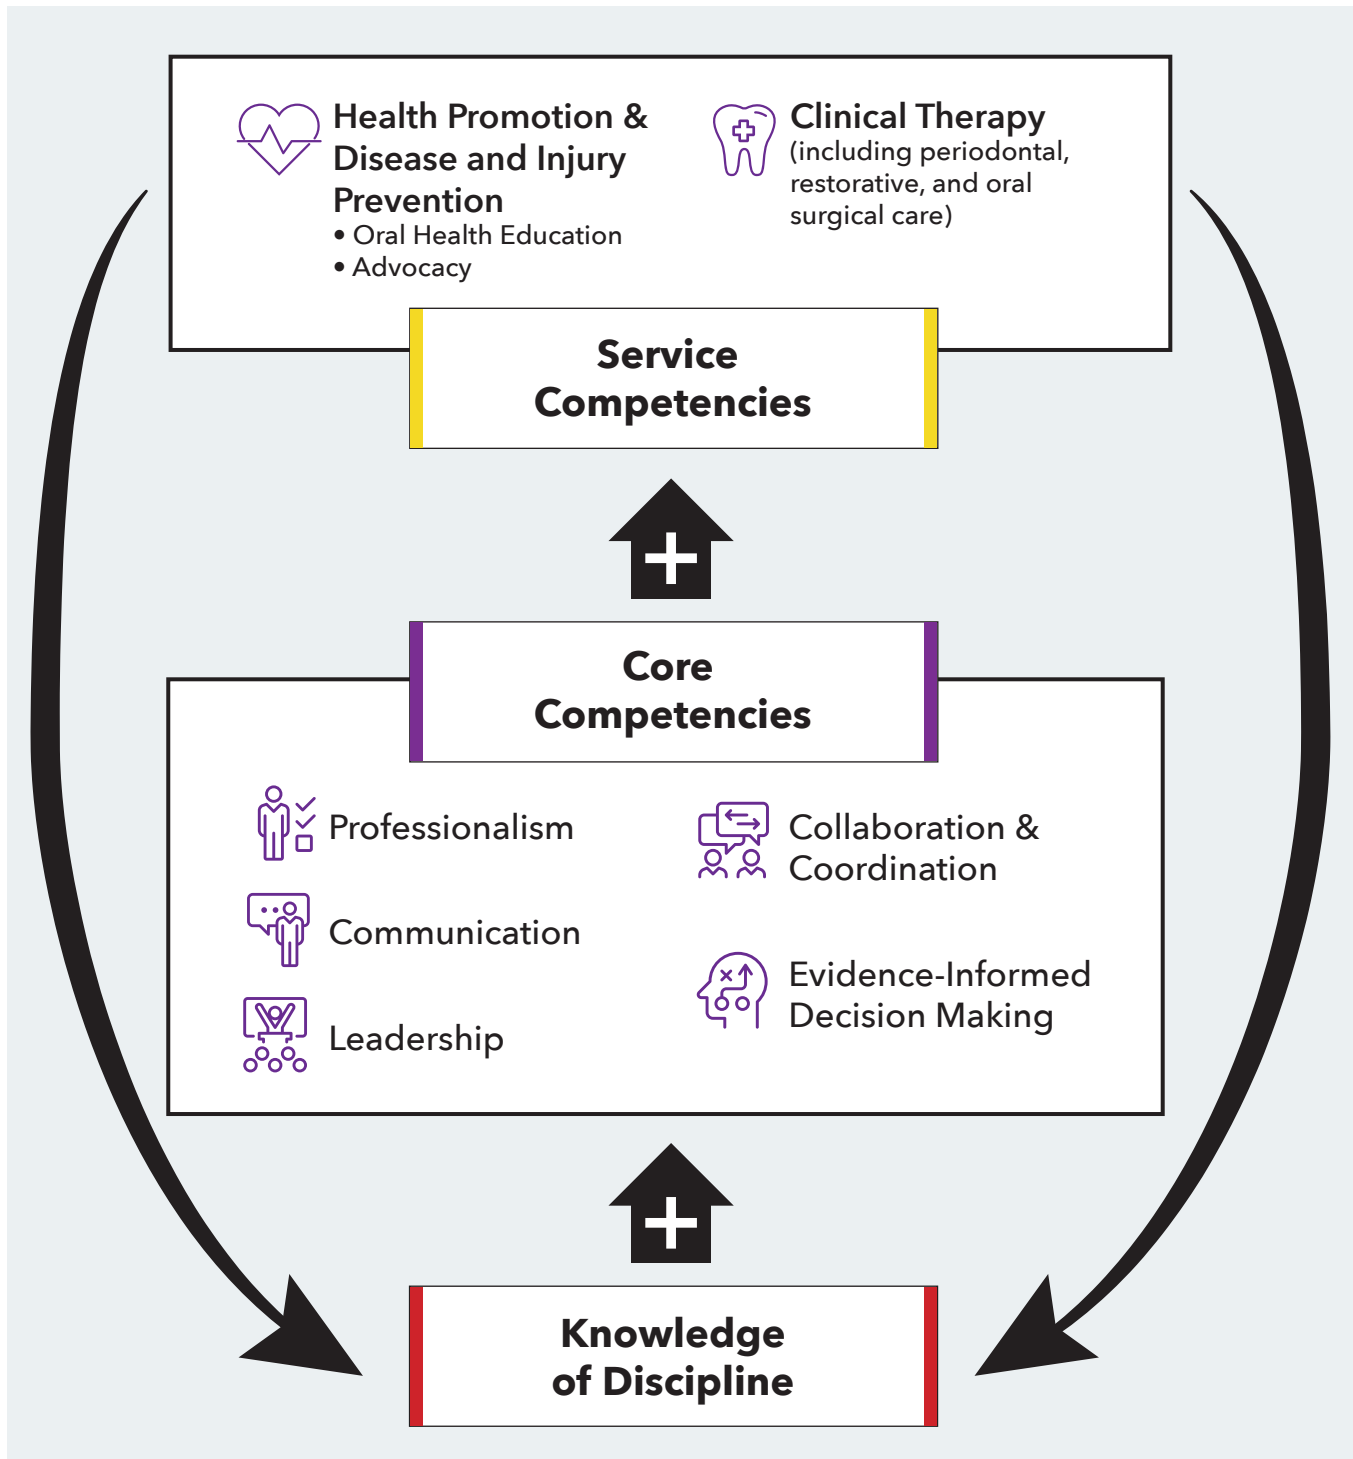 Health Promotion &
Disease and Injury
Prevention
• Oral Health Education
• Advocacy
Clinical Therapy
(including periodontal,
restorative, and oral
surgical care)
Service
Competencies
+
Core
Competencies
Professionalism
Communication
Leadership
Collaboration &
Coordination
Evidence-Informed
Decision Making
+
Knowledge
of Discipline